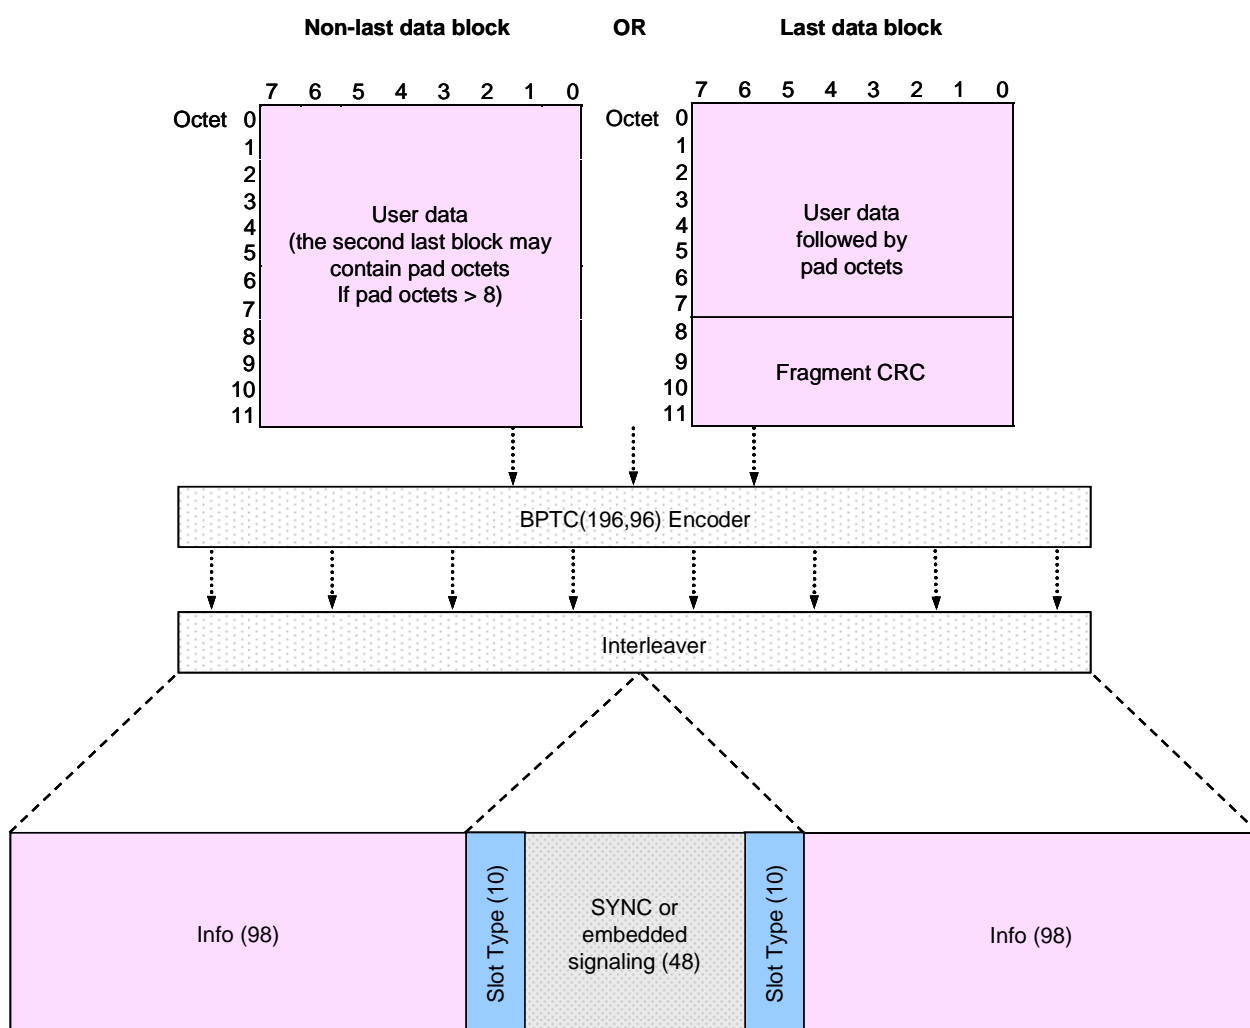 Non-last data block OR Last data block
7 6 5 4 3 2 1 0
7 6 5 4 3 2 1 0
Octet 0
1
2
3
4
5
6
7
8
9
10
11
User data
(the second last block may
contain pad octets
If pad octets > 8)
Octet 0
1
2
3
4
5
6
7
8
9
10
11
User data
followed by
pad octets
Fragment CRC
BPTC(196,96) Encoder
Interleaver
Info (98)
Slot Type (10)
SYNC or
embedded
signaling (48)
Slot Type (10)
Info (98)